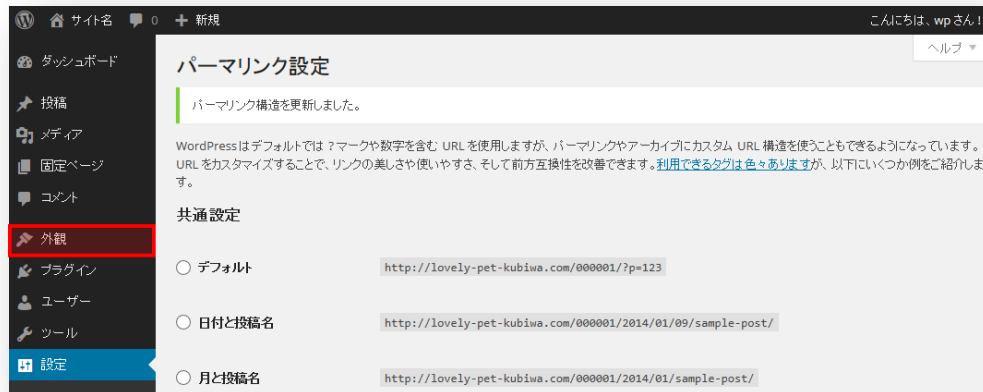 サイト名 0 新規 こんにちは、wpさん!
ヘルプ
ダッシュボード
投稿
メディア
固定ページ
コメント
外観
プラグイン
ユーザー
ツール
設定
パーマリンク設定
パーマリンク構造を更新しました。
WordPressはデフォルトでは ? マークや数字を含む URL を使用しますが、パーマリンクやアーカイブにカスタム URL 構造を使うこともできるようになっています。
URL をカスタマイズすることで、リンクの美しさや使いやすさ、そして前方互換性を改善できます。利用できるタグは色々ありますが、以下にいくつか例をご紹介しま
す。
共通設定
デフォルト http://lovely-pet-kubiwa.com/000001/?p=123
日付と投稿名 http://lovely-pet-kubiwa.com/000001/2014/01/09/sample-post/
月と投稿名 http://lovely-pet-kubiwa.com/000001/2014/01/sample-post/